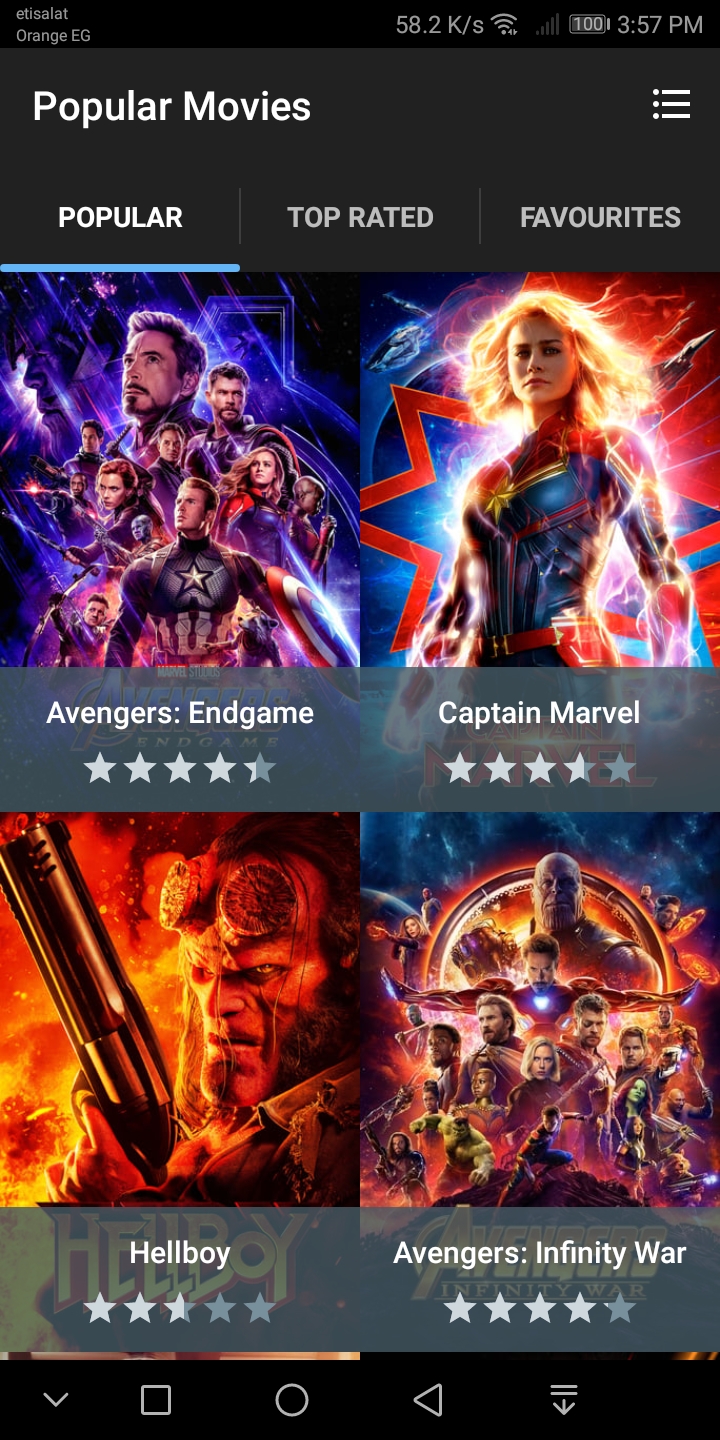 etisalat
Orange EG
58.2 K/s
100
3:57 PM
Popular Movies
POPULAR
TOP RATED
FAVOURITES
MARVEL STUDIOS
AVENGERS
ENDGAME
Avengers: Endgame
CAPTAIN
MARVEL
Captain Marvel
HELLBOY
Hellboy
AVENGERS
INFINITY WAR
Avengers: Infinity War